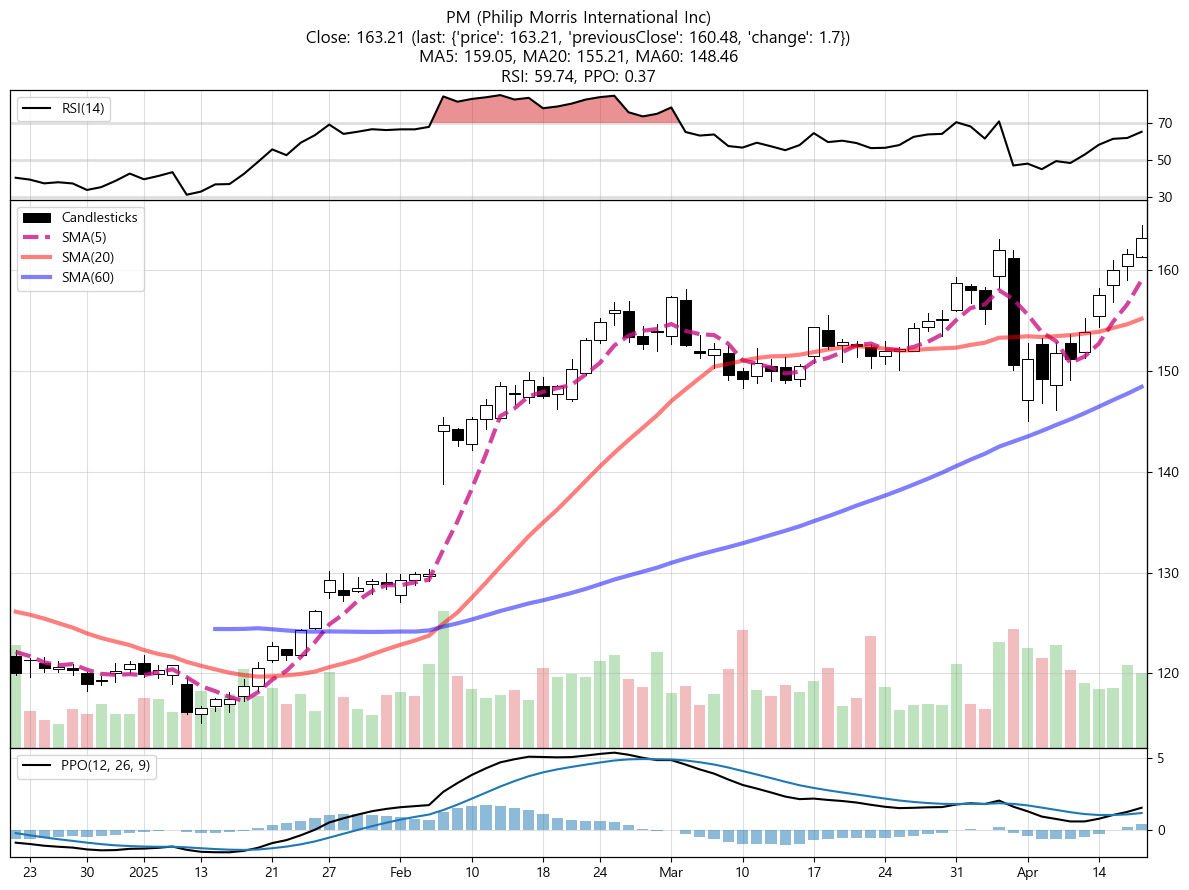 PM (Philip Morris International Inc)
Close: 163.21 (last: {'price': 163.21, 'previousClose': 160.48, 'change': 1.7})
MA5: 159.05, MA20: 155.21, MA60: 148.46
RSI: 59.74, PPO: 0.37
RSI(14)
70
50
30
Candlesticks
SMA(5)
SMA(20)
SMA(60)
160
150
140
130
120
PPO(12, 26, 9)
5
0
23 30 2025 13 21 27 Feb 10 18 24 Mar 10 17 24 31 Apr 14